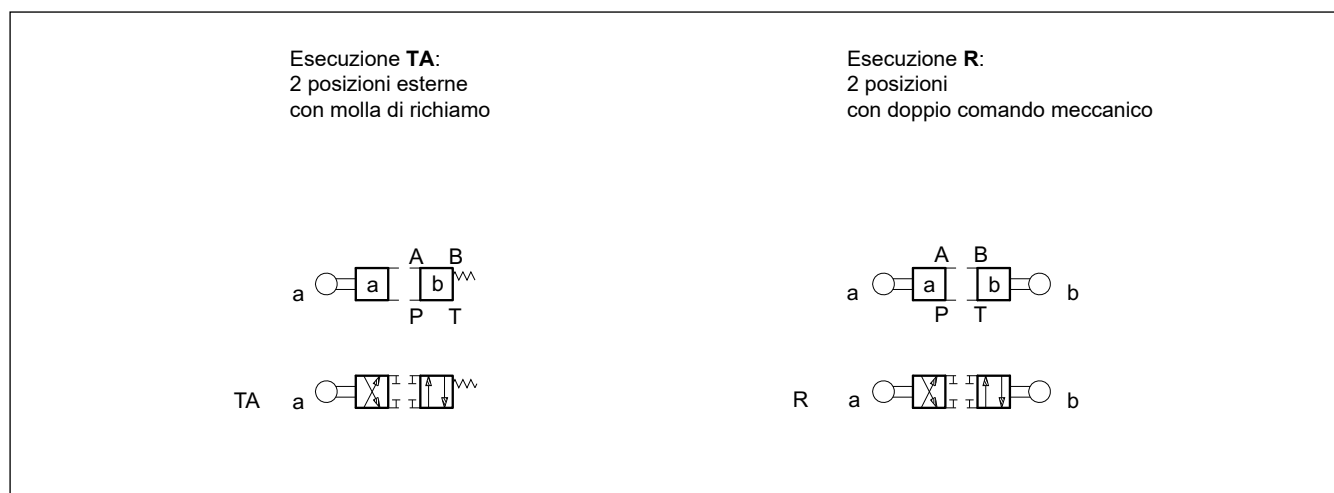 Esecuzione TA:
2 posizioni esterne
con molla di richiamo
A B
a a b
P T
TA a
Esecuzione R:
2 posizioni
con doppio comando meccanico
A B
a a b b
P T
R a b